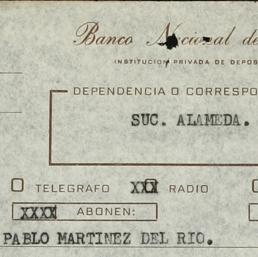 Banco Nacional de
INSTITUCION PRIVADA DE DEPOS
DEPENDENCIA O CORRESPO
SUC. ALAMEDA.
TELEGRAFO XXX RADIO
XXXX ABONEN:
PABLO MARTINEZ DEL RIO.